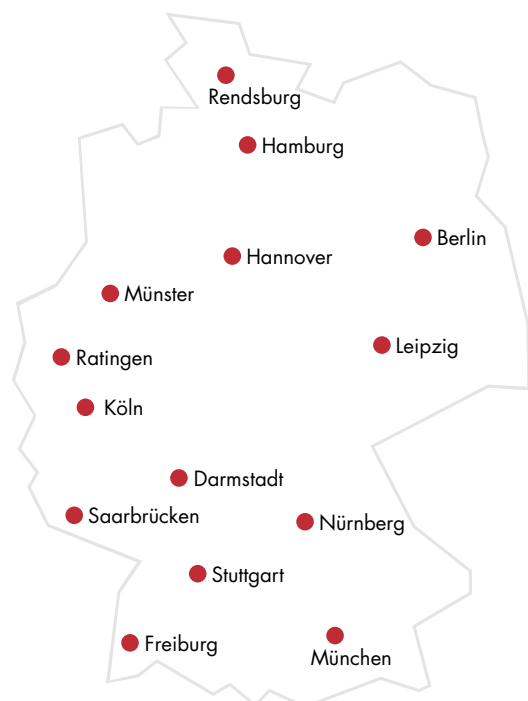 Rendsburg
Hamburg
Berlin
Hannover
Münster
Leipzig
Ratingen
Köln
Darmstadt
Saarbrücken
Nürnberg
Stuttgart
Freiburg
München